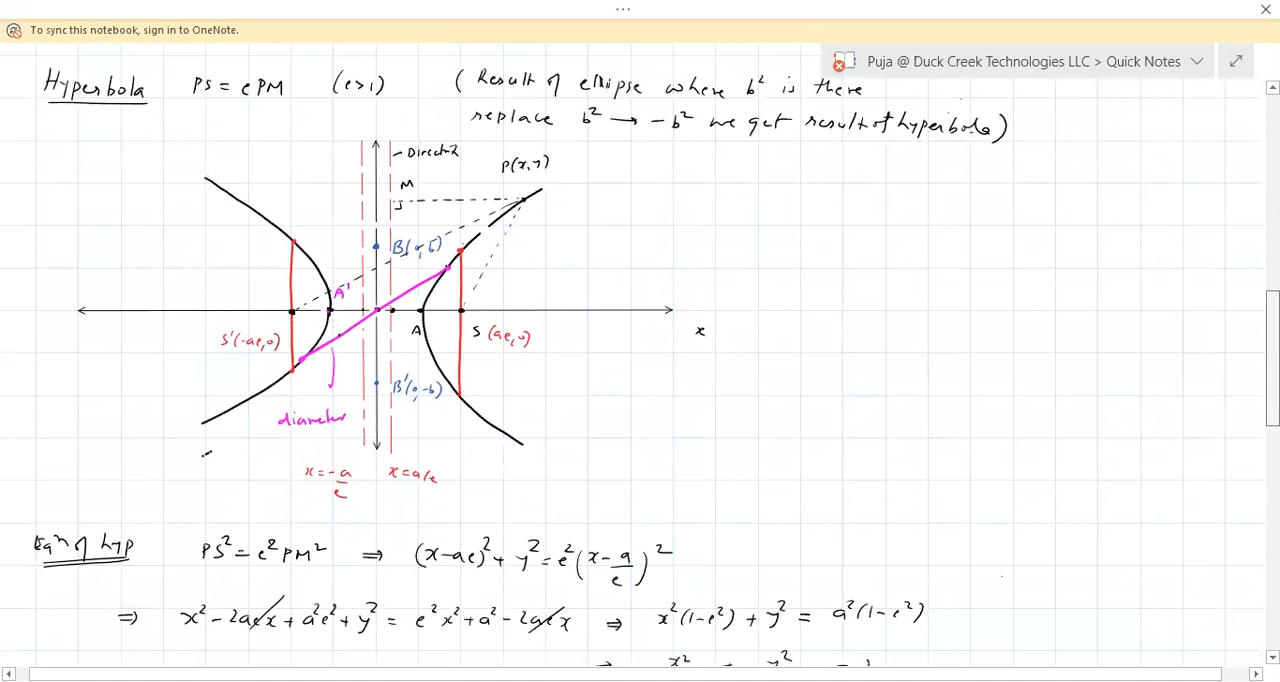 To sync this notebook, sign in to OneNote.
Puja @ Duck Creek Technologies LLC > Quick Notes
Hyperbola PS = ePM (e>1) (Result of ellipse where b² is there
replace b² → -b² we get result of hyperbola)
Directrix
P(x,y)
M
B(0,b)
A'
A
S'(-ae,0)
S (ae,0)
x
B'(0,-b)
diameter
x = -a/e
x = a/e
Eqⁿ of hyp PS² = e²PM² ⇒ (x-ae)² + y² = e²(x-a/e)²
⇒ x² - 2aex + a²e² + y² = e²x² + a² - 2aex ⇒ x²(1-e²) + y² = a²(1-e²)